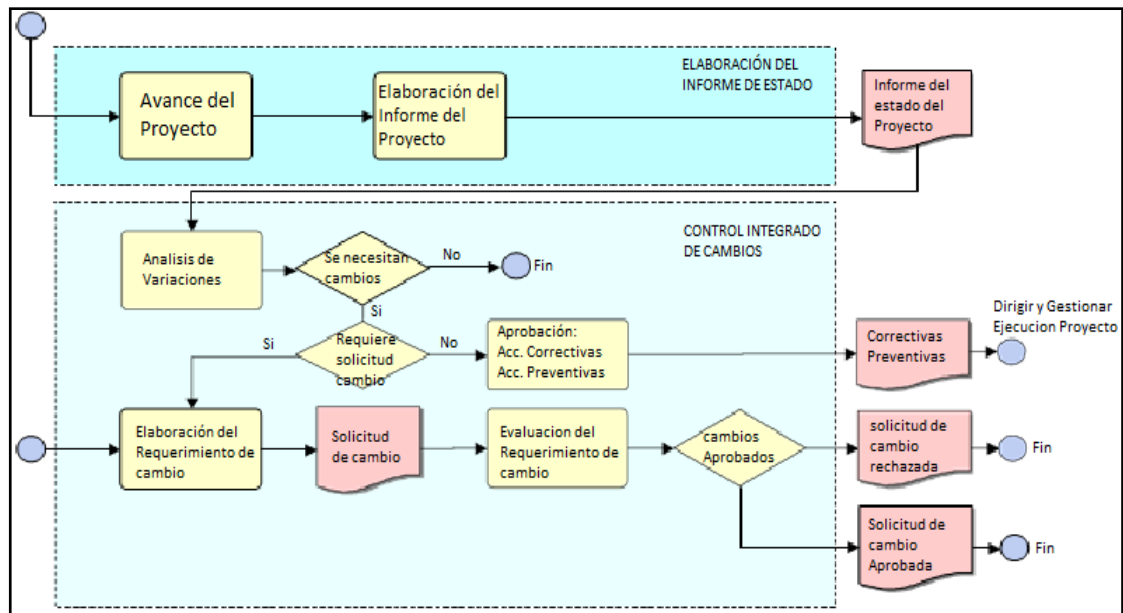 ELABORACIÓN DEL
INFORME DE ESTADO
Avance del
Proyecto
Elaboración del
Informe del
Proyecto
Informe del
estado del
Proyecto
CONTROL INTEGRADO
DE CAMBIOS
Analisis de
Variaciones
Se necesitan
cambios
No
Fin
Si
Requiere
solicitud
cambio
Si
No
Aprobación:
Acc. Correctivas
Acc. Preventivas
Correctivas
Preventivas
Dirigir y Gestionar
Ejecucion Proyecto
Elaboración del
Requerimiento de
cambio
Solicitud
de cambio
Evaluacion del
Requerimiento de
cambio
cambios
Aprobados
solicitud de
cambio
rechazada
Fin
Solicitud de
cambio
Aprobada
Fin